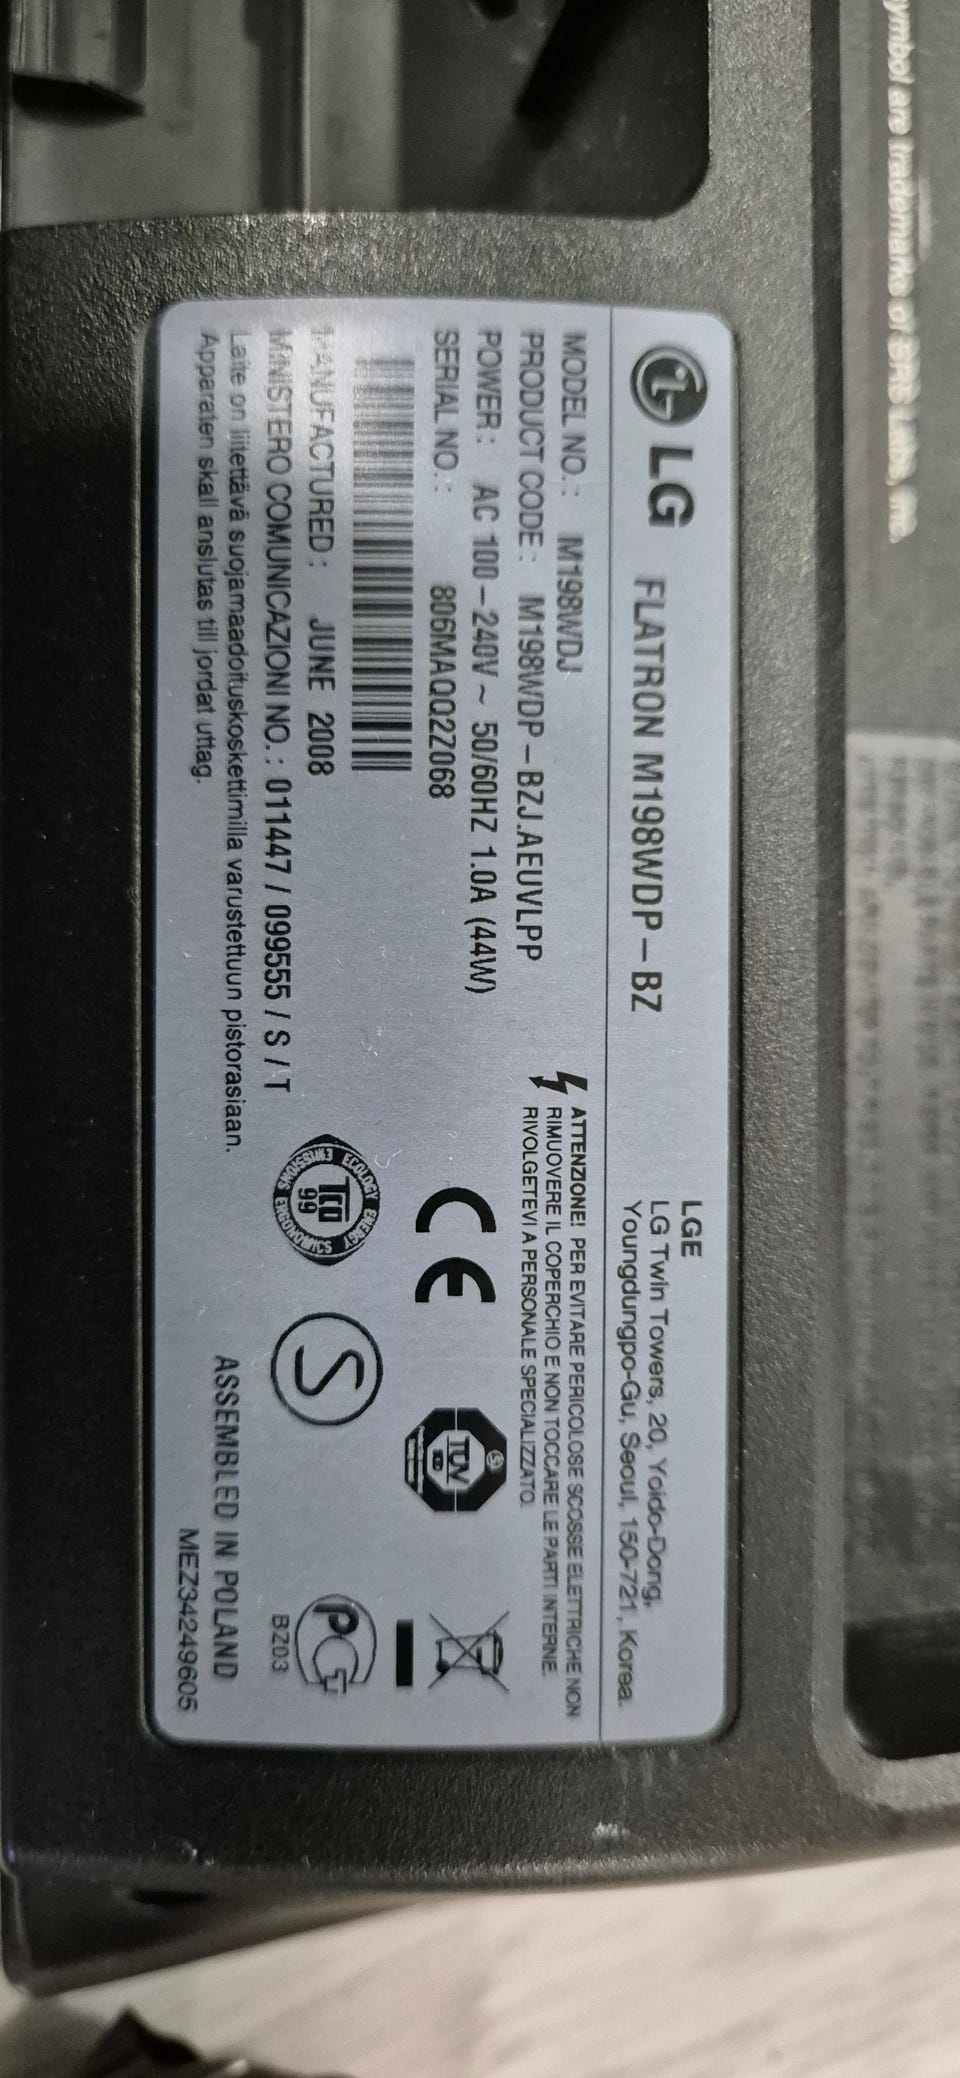 symbol are trademarks of SRS Labs, Inc.
LG FLATRON M198WDP-BZ
LGE
LG Twin Towers, 20, Yoido-Dong,
Youngdungpo-Gu, Seoul, 150-721, Korea.
MODEL NO. : M198WDJ
PRODUCT CODE : M198WDP-BZJ.AEUVLPP
POWER : AC 100-240V ~ 50/60HZ 1.0A (44W)
SERIAL NO. : 806MAQQ2Z068
ATTENZIONE! PER EVITARE PERICOLOSE SCOSSE ELETTRICHE NON
RIMUOVERE IL COPERCHIO E NON TOCCARE LE PARTI INTERNE.
RIVOLGETEVI A PERSONALE SPECIALIZZATO.
MANUFACTURED : JUNE 2008
MINISTERO COMUNICAZIONI NO. : 011447 / 099555 / S / T
Laite on liitettävä suojamaadoituskoskettimilla varustettuun pistorasiaan.
Apparaten skall anslutas till jordat uttag.
CE
TÜV
ECOLOGY ENERGY
TCO
99
EMISSIONS ERGONOMICS
S
PG
BZ03
ASSEMBLED IN POLAND
MEZ34249605